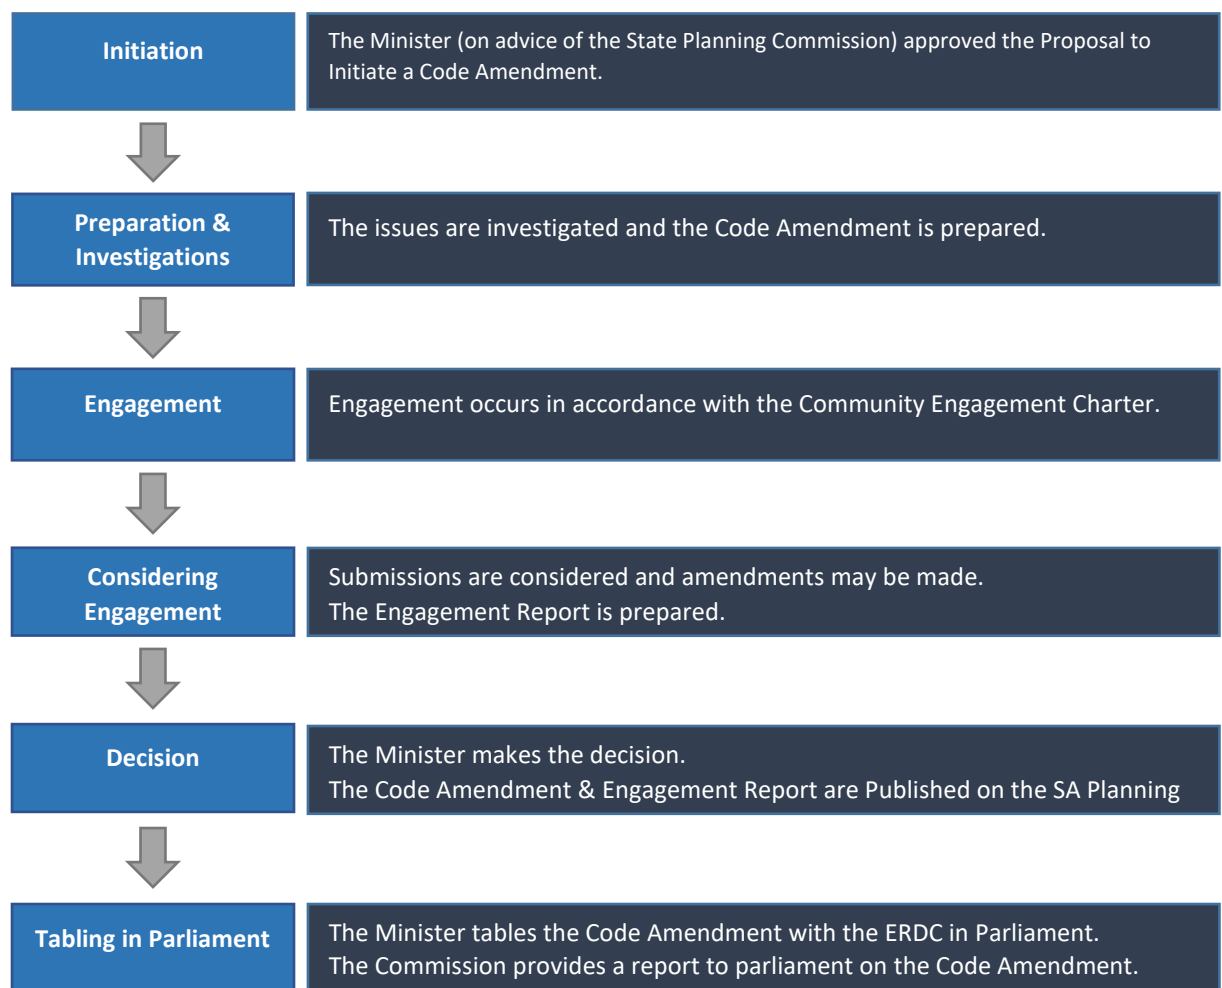 Initiation
The Minister (on advice of the State Planning Commission) approved the Proposal to
Initiate a Code Amendment.
Preparation &
Investigations
The issues are investigated and the Code Amendment is prepared.
Engagement
Engagement occurs in accordance with the Community Engagement Charter.
Considering
Engagement
Submissions are considered and amendments may be made.
The Engagement Report is prepared.
Decision
The Minister makes the decision.
The Code Amendment & Engagement Report are Published on the SA Planning
Tabling in Parliament
The Minister tables the Code Amendment with the ERDC in Parliament.
The Commission provides a report to parliament on the Code Amendment.